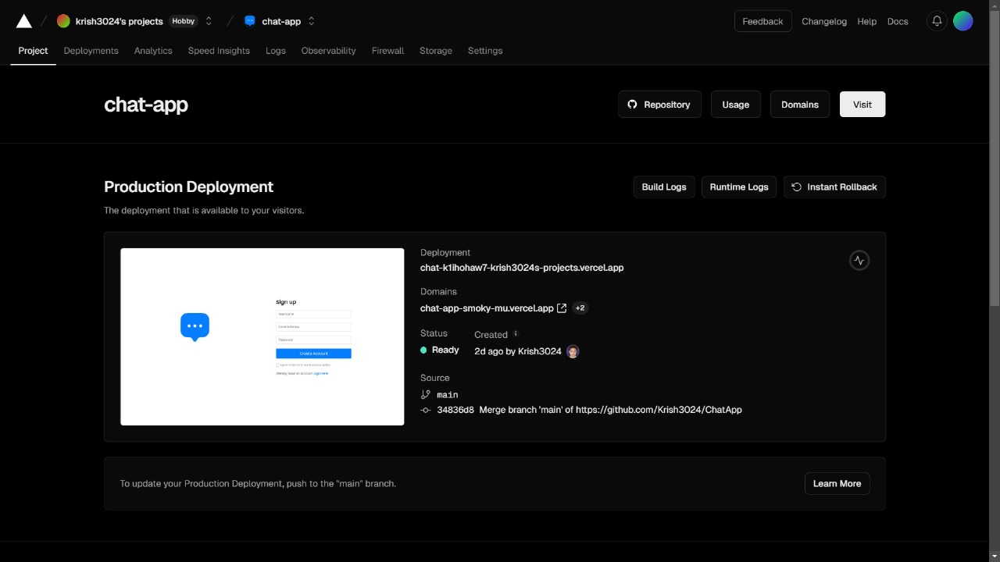 krish3024's projects Hobby chat-app Feedback Changelog Help Docs
Project Deployments Analytics Speed Insights Logs Observability Firewall Storage Settings
chat-app Repository Usage Domains Visit
Production Deployment Build Logs Runtime Logs Instant Rollback
The deployment that is available to your visitors.
Sign up
Username
Email Address
Password
Create Account
Already have an account Login here
Deployment
chat-k1ihohaw7-krish3024s-projects.vercel.app
Domains
chat-app-smoky-mu.vercel.app +2
Status Created
Ready 2d ago by Krish3024
Source
main
34836d8 Merge branch 'main' of https://github.com/Krish3024/ChatApp
To update your Production Deployment, push to the "main" branch. Learn More